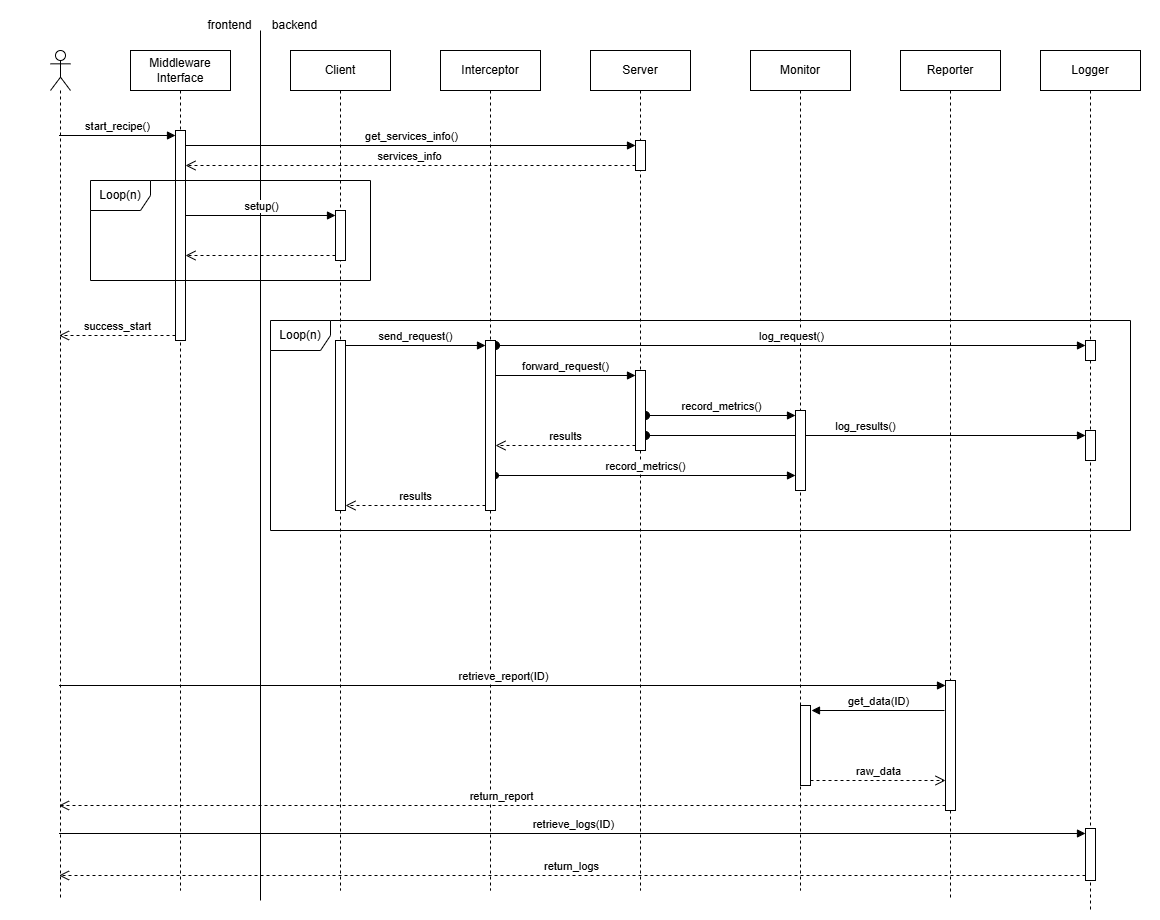 frontend
backend
Middleware
Interface
Client
Interceptor
Server
Monitor
Reporter
Logger
start_recipe()
get_services_info()
services_info
Loop(n)
setup()
success_start
Loop(n)
send_request()
log_request()
forward_request()
record_metrics()
log_results()
results
record_metrics()
results
retrieve_report(ID)
get_data(ID)
raw_data
return_report
retrieve_logs(ID)
return_logs